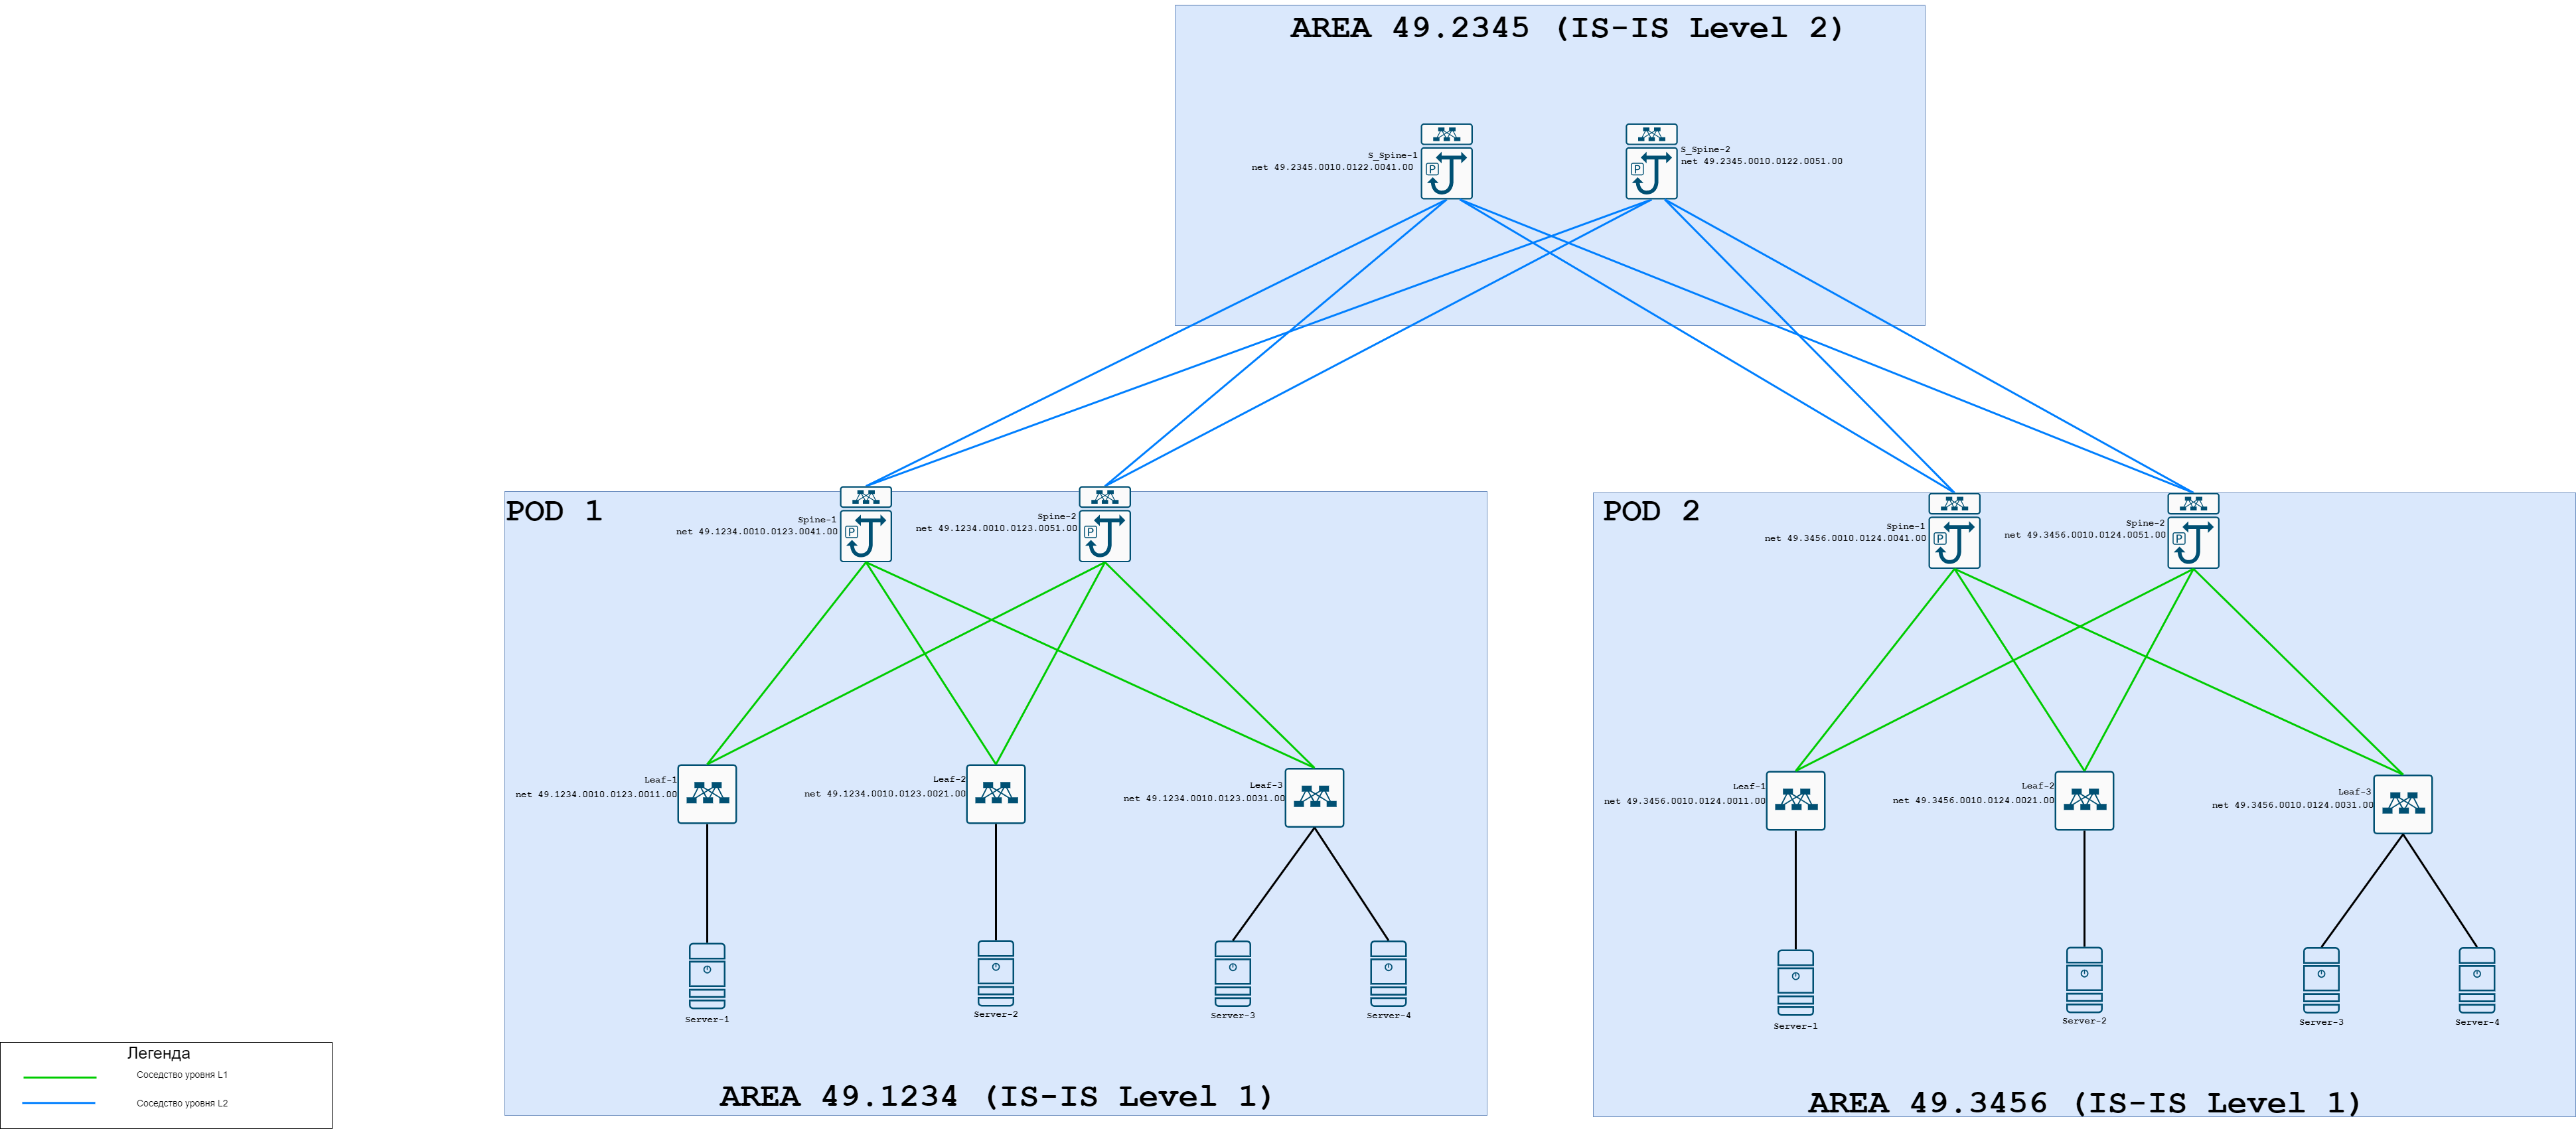 AREA 49.2345 (IS-IS Level 2)
S_Spine-1
net 49.2345.0010.0122.0041.00
S_Spine-2
net 49.2345.0010.0122.0051.00
P
P
POD 1
Spine-1
net 49.1234.0010.0123.0041.00
Spine-2
net 49.1234.0010.0123.0051.00
P
P
POD 2
Spine-1
net 49.3456.0010.0124.0041.00
Spine-2
net 49.3456.0010.0124.0051.00
P
P
Leaf-1
net 49.1234.0010.0123.0011.00
Leaf-2
net 49.1234.0010.0123.0021.00
Leaf-3
net 49.1234.0010.0123.0031.00
Leaf-1
net 49.3456.0010.0124.0011.00
Leaf-2
net 49.3456.0010.0124.0021.00
Leaf-3
net 49.3456.0010.0124.0031.00
Server-1
Server-2
Server-3
Server-4
Server-1
Server-2
Server-3
Server-4
AREA 49.1234 (IS-IS Level 1)
AREA 49.3456 (IS-IS Level 1)
Легенда
Соседство уровня L1
Соседство уровня L2